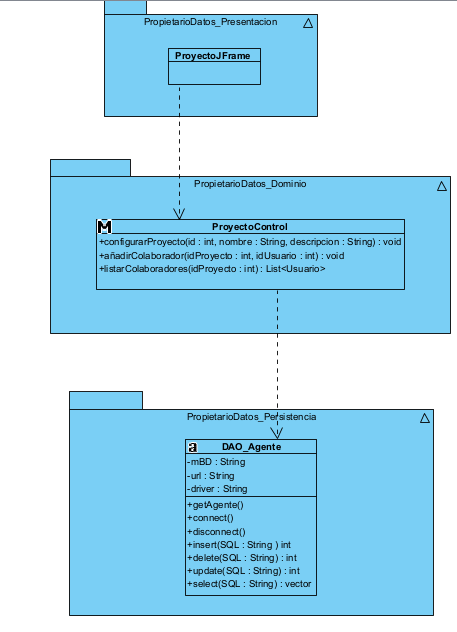 PropietarioDatos_Presentacion
ProyectoJFrame
PropietarioDatos_Dominio
M
ProyectoControl
+configurarProyecto(id : int, nombre : String, descripcion : String) : void
+añadirColaborador(idProyecto : int, idUsuario : int) : void
+listarColaboradores(idProyecto : int) : List<Usuario>
PropietarioDatos_Persistencia
a
DAO_Agente
-mBD : String
-url : String
-driver : String
+getAgente()
+connect()
+disconnect()
+insert(SQL : String ) int
+delete(SQL : String) : int
+update(SQL : String) : int
+select(SQL : String) : vector